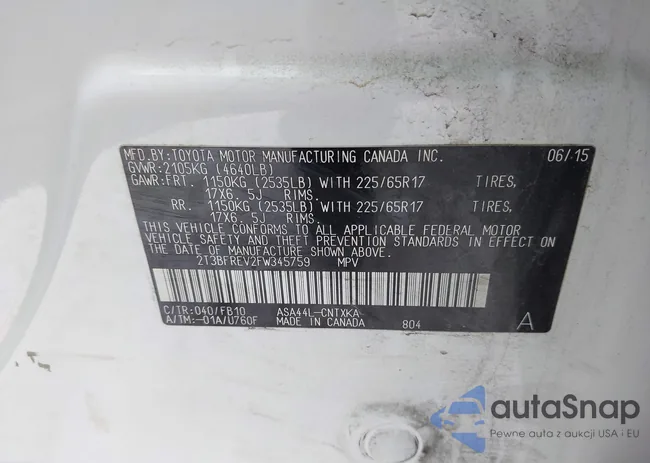 MFD.BY:TOYOTA MOTOR MANUFACTURING CANADA INC. 06/15
GVWR:2105KG (4640LB)
GAWR:FRT. 1150KG (2535LB) WITH 225/65R17 TIRES,
17X6. 5J RIMS.
RR. 1150KG (2535LB) WITH 225/65R17 TIRES,
17X6. 5J RIMS.
THIS VEHICLE CONFORMS TO ALL APPLICABLE FEDERAL MOTOR
VEHICLE SAFETY AND THEFT PREVENTION STANDARDS IN EFFECT ON
THE DATE OF MANUFACTURE SHOWN ABOVE.
2T3BFREV2FW345759 MPV
C/TR:040/FB10 ASA44L-CNTXKA
A/TM:-01A/U760F MADE IN CANADA 804 A
autaSnap
Pewne auta z aukcji USA i EU